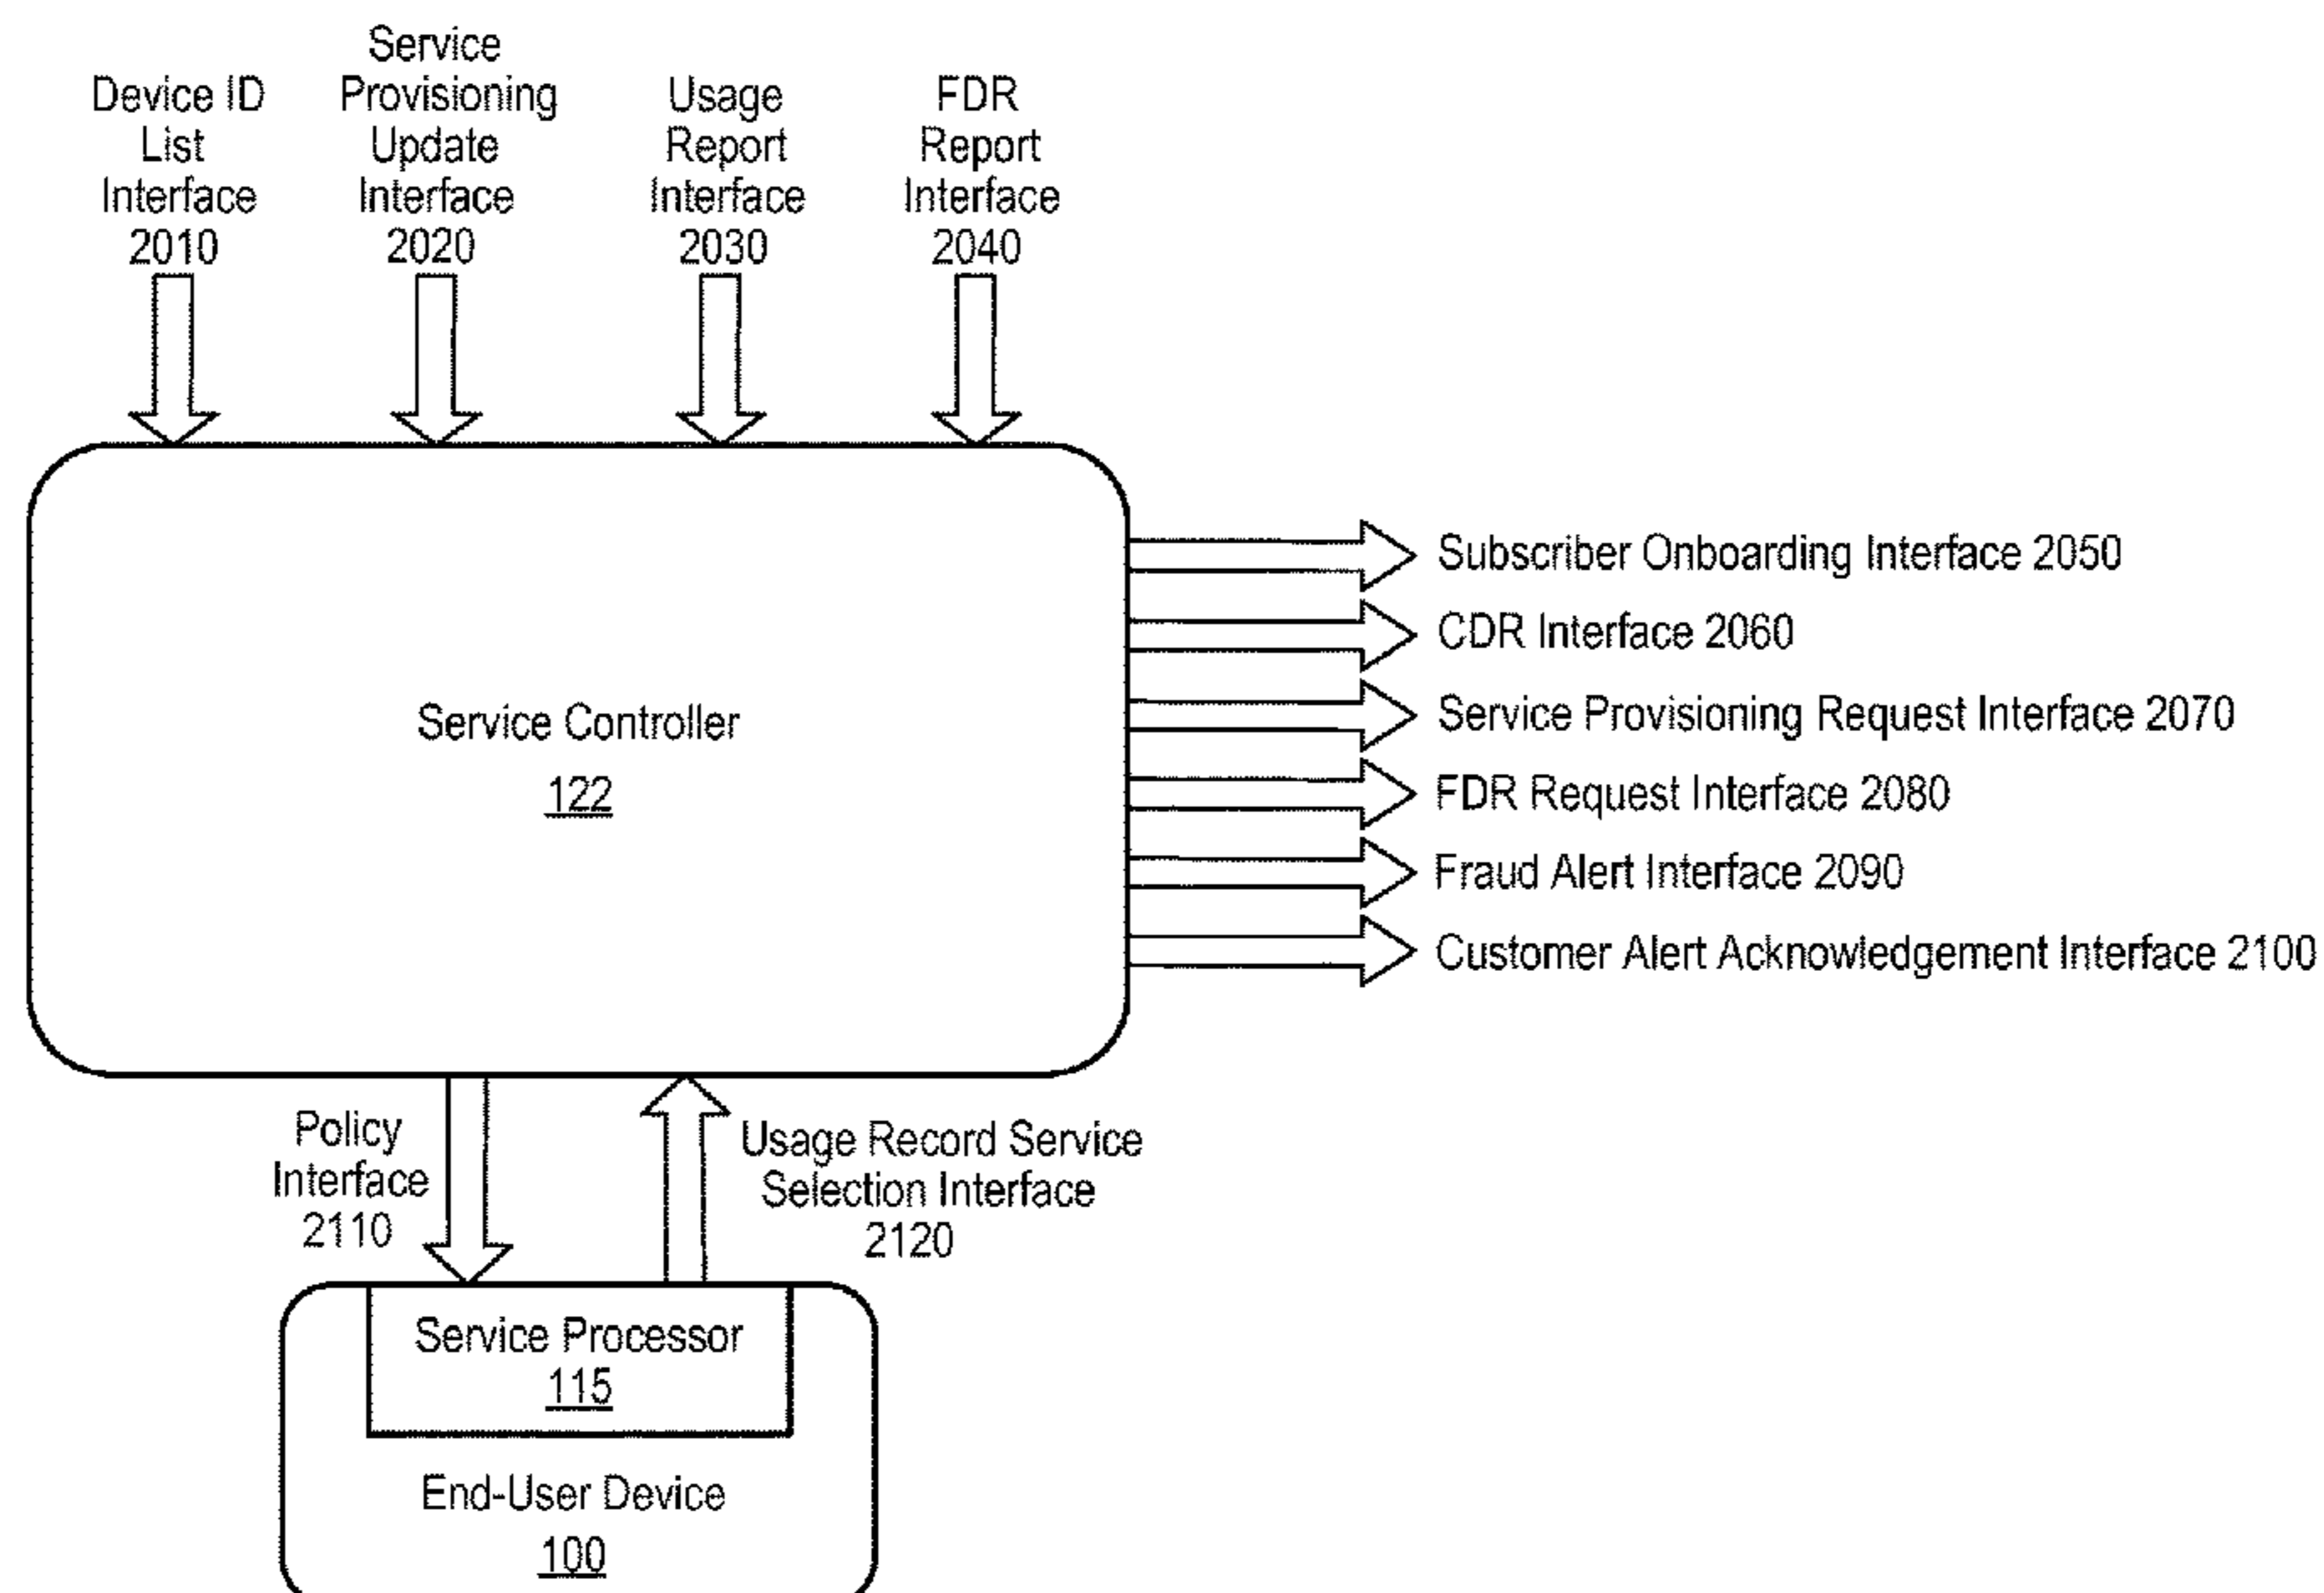 Device ID
List
Interface
2010
Service
Provisioning
Update
Interface
2020
Usage
Report
Interface
2030
FDR
Report
Interface
2040
Subscriber Onboarding Interface 2050
CDR Interface 2060
Service Provisioning Request Interface 2070
FDR Request Interface 2080
Fraud Alert Interface 2090
Customer Alert Acknowledgement Interface 2100
Service Controller
122
Policy
Interface
2110
Usage Record Service
Selection Interface
2120
Service Processor
115
End-User Device
100